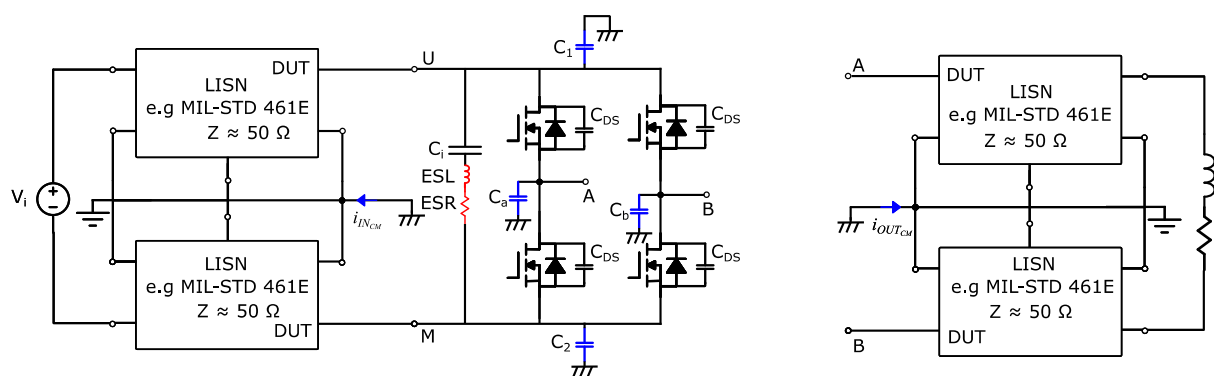 LISN
e.g MIL-STD 461E
Z ≈ 50 Ω
DUT
U
C1
CDS
CDS
Vi
iINCM
Ci
ESL
ESR
Ca
A
Cb
B
LISN
e.g MIL-STD 461E
Z ≈ 50 Ω
DUT
CDS
CDS
M
C2
A
DUT
LISN
e.g MIL-STD 461E
Z ≈ 50 Ω
iOUTCM
LISN
e.g MIL-STD 461E
Z ≈ 50 Ω
B
DUT